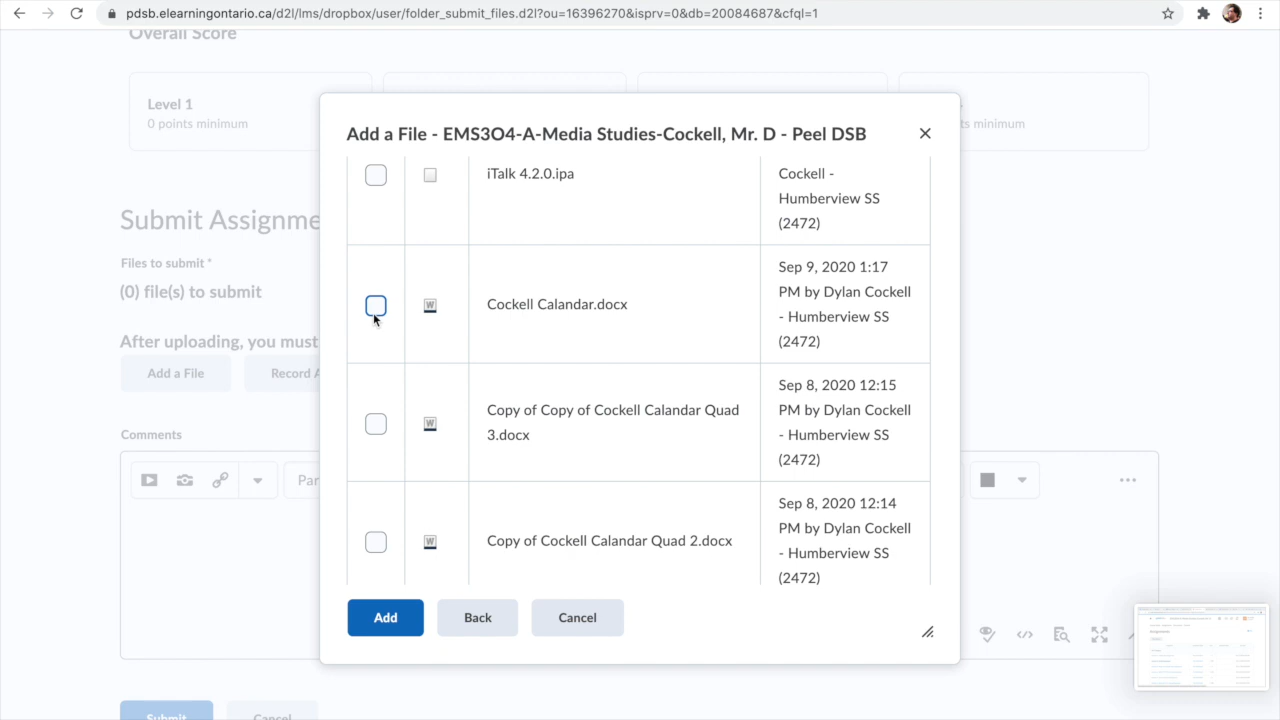 pdsb.elearningontario.ca/d2l/lms/dropbox/user/folder_submit_files.d2l?ou=16396270&isprv=0&db=20084687&cfql=1
Overall Score
Level 1
0 points minimum
ts minimum
Add a File - EMS3O4-A-Media Studies-Cockell, Mr. D - Peel DSB
iTalk 4.2.0.ipa
Cockell -
Humberview SS
(2472)
Submit Assignme
Files to submit *
(0) file(s) to submit
Cockell Calandar.docx
Sep 9, 2020 1:17
PM by Dylan Cockell
- Humberview SS
(2472)
After uploading, you must
Add a File
Record A
Copy of Copy of Cockell Calandar Quad
3.docx
Sep 8, 2020 12:15
PM by Dylan Cockell
- Humberview SS
(2472)
Comments
Par
Copy of Cockell Calandar Quad 2.docx
Sep 8, 2020 12:14
PM by Dylan Cockell
- Humberview SS
(2472)
Add
Back
Cancel
Submit
Cancel